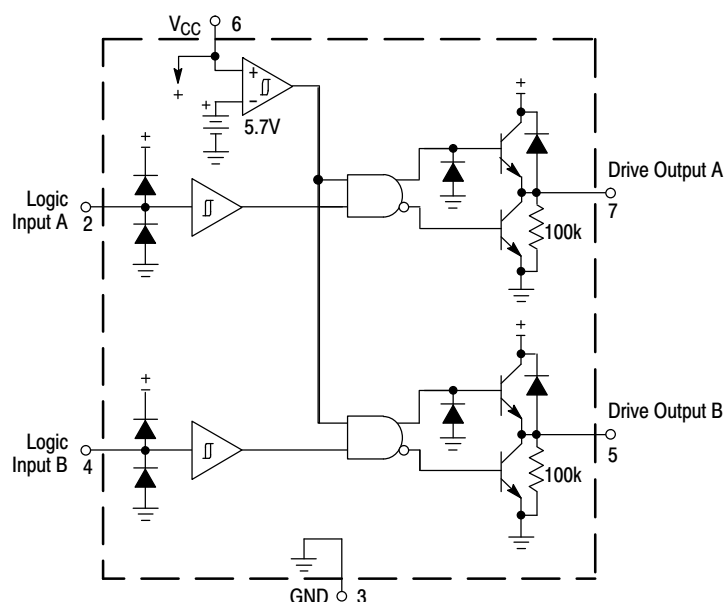 VCC 6
+
+
−
+
5.7V
+
Logic
Input A 2
+
100k
Drive Output A
7
+
Logic
Input B 4
+
100k
Drive Output B
5
GND 3